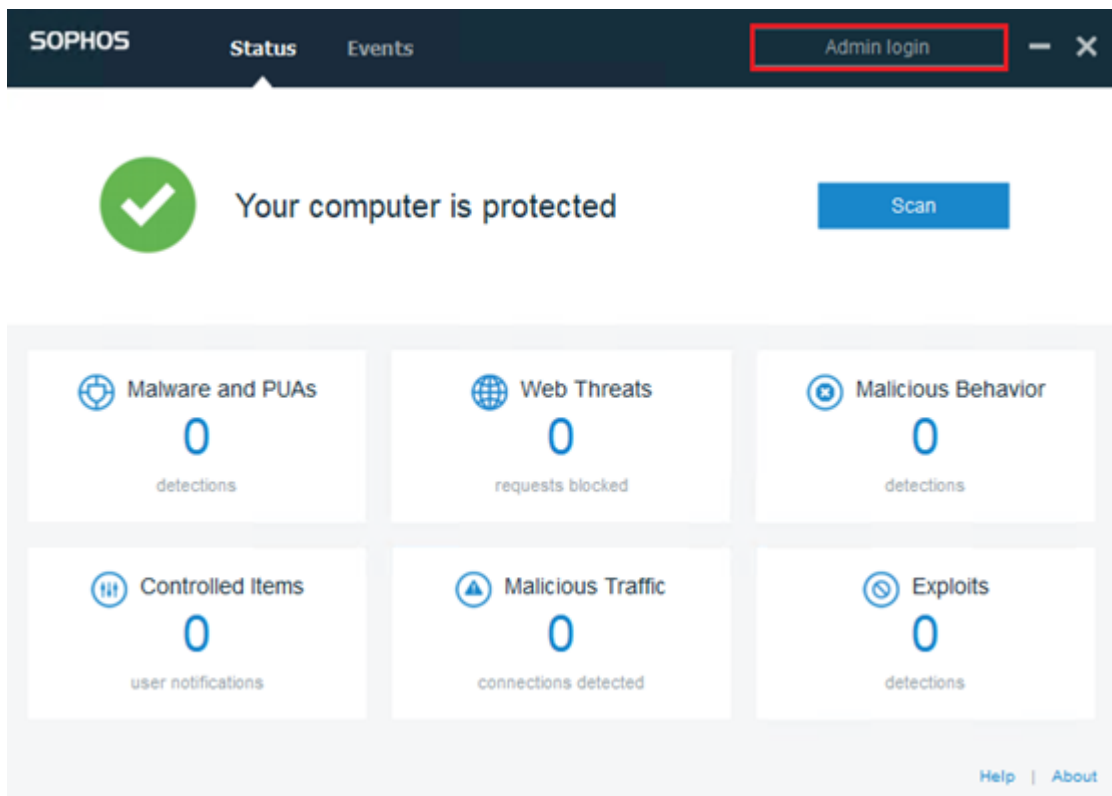 SOPHOS Status Events Admin login
Your computer is protected Scan
Malware and PUAs Web Threats Malicious Behavior
0 0 0
detections requests blocked detections
Controlled Items Malicious Traffic Exploits
0 0 0
user notifications connections detected detections
Help | About